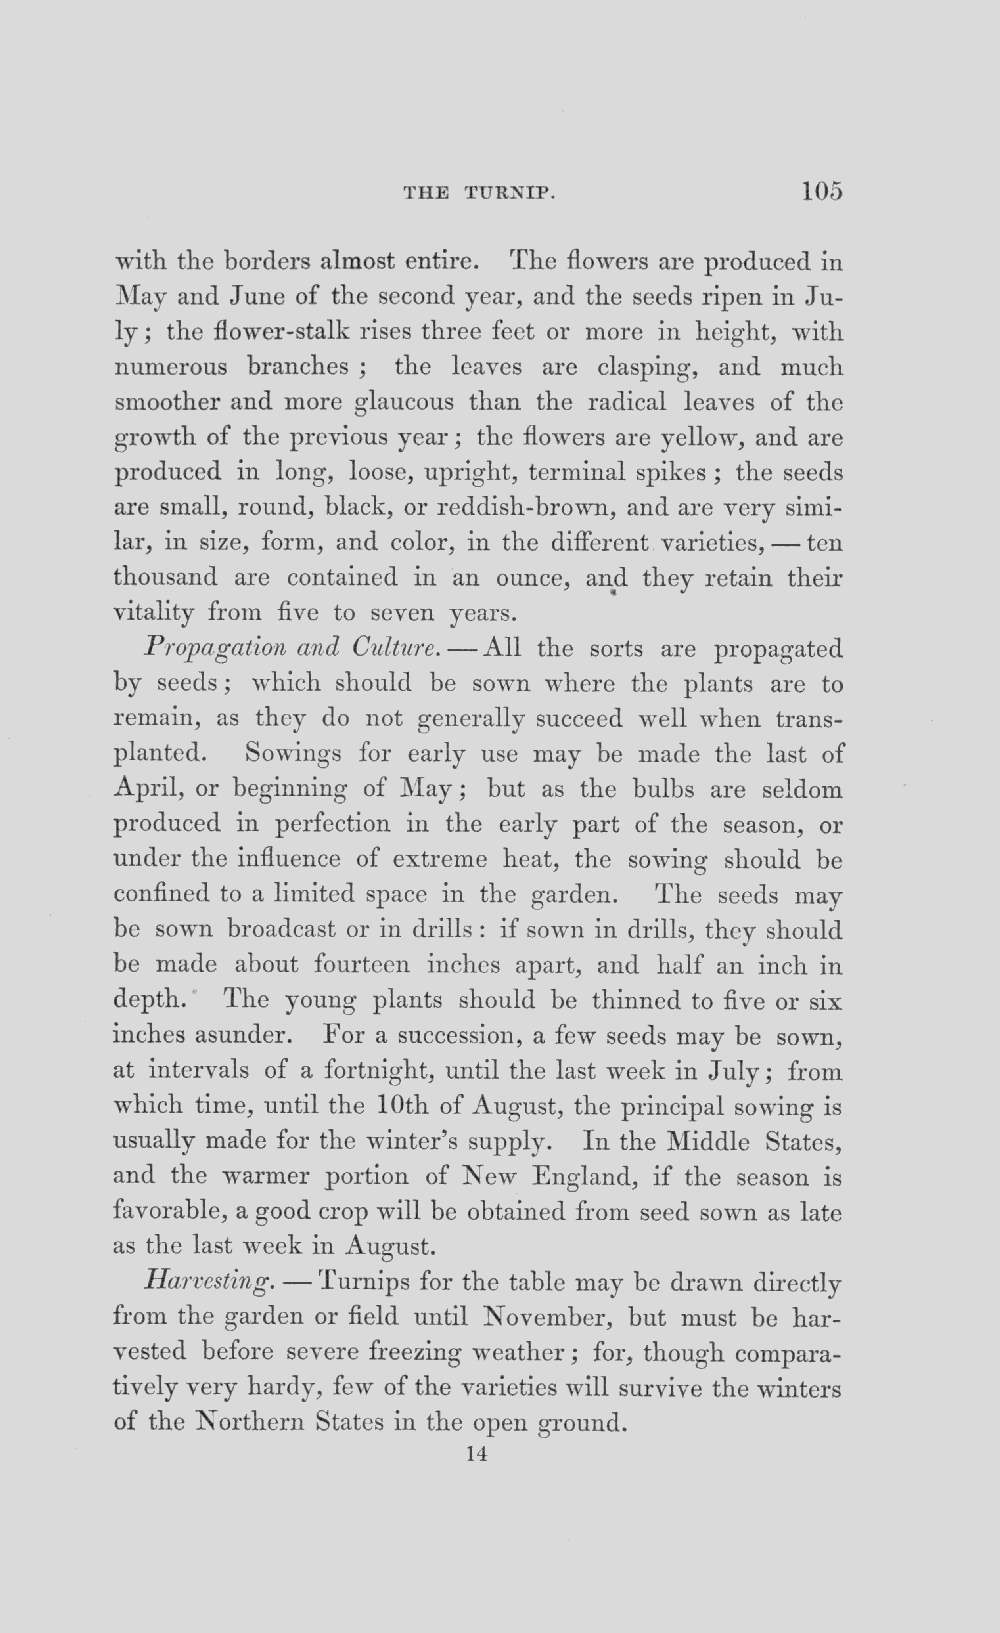 THE TURNIP. 105
with the borders almost entire. The flowers are produced in
May and June of the second year, and the seeds ripen in Ju-
ly; the flower-stalk rises three feet or more in height, with
numerous branches; the leaves are clasping, and much
smoother and more glaucous than the radical leaves of the
growth of the previous year; the flowers are yellow, and are
produced in long, loose, upright, terminal spikes; the seeds
are small, round, black, or reddish-brown, and are very simi-
lar, in size, form, and color, in the different varieties, — ten
thousand are contained in an ounce, and they retain their
vitality from five to seven years.
Propagation and Culture. — All the sorts are propagated
by seeds; which should be sown where the plants are to
remain, as they do not generally succeed well when trans-
planted. Sowings for early use may be made the last of
April, or beginning of May; but as the bulbs are seldom
produced in perfection in the early part of the season, or
under the influence of extreme heat, the sowing should be
confined to a limited space in the garden. The seeds may
be sown broadcast or in drills: if sown in drills, they should
be made about fourteen inches apart, and half an inch in
depth. The young plants should be thinned to five or six
inches asunder. For a succession, a few seeds may be sown,
at intervals of a fortnight, until the last week in July; from
which time, until the 10th of August, the principal sowing is
usually made for the winter's supply. In the Middle States,
and the warmer portion of New England, if the season is
favorable, a good crop will be obtained from seed sown as late
as the last week in August.
Harvesting. — Turnips for the table may be drawn directly
from the garden or field until November, but must be har-
vested before severe freezing weather; for, though compara-
tively very hardy, few of the varieties will survive the winters
of the Northern States in the open ground.
14